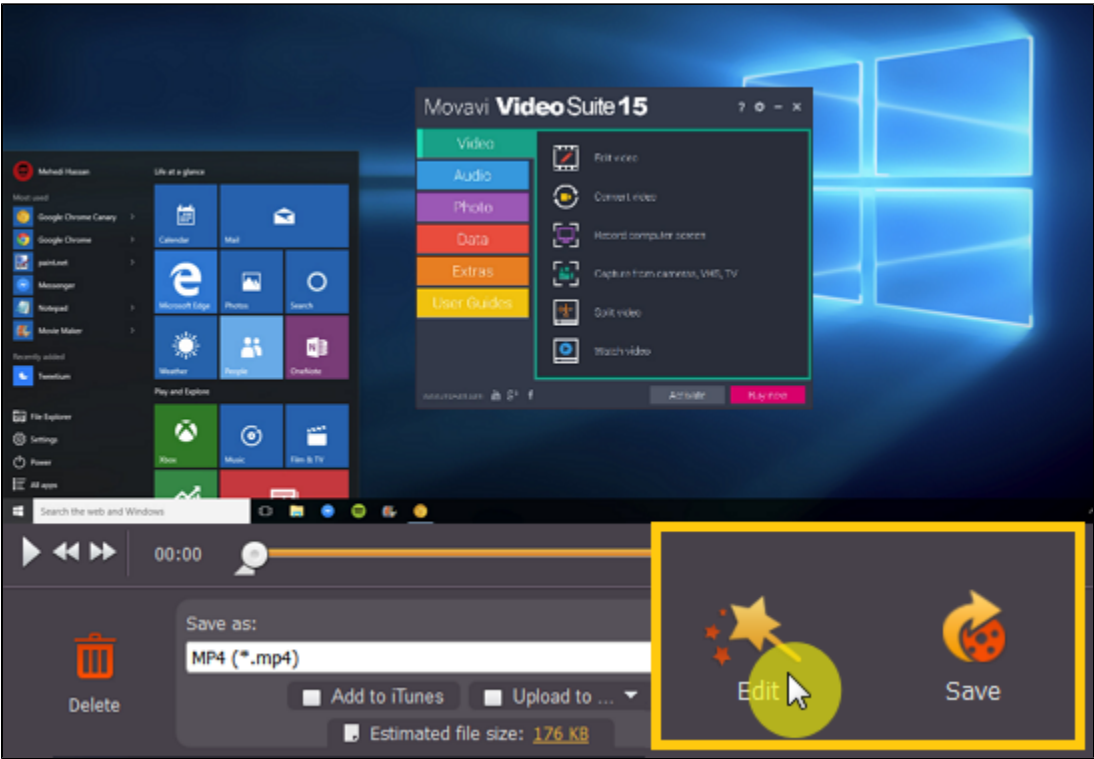 Movavi Video Suite 15
?
Video
Audio
Photo
Data
Extras
User Guides
Edit video
Convert video
Record computer screen
Capture from cameras, VHS, TV
Split video
Watch video
Activate
Buy now
Mehedi Hassan
Most used
Google Chrome Canary
Google Chrome
paint.net
Messenger
Notepad
Movie Maker
Recently added
Tweetium
File Explorer
Settings
Power
All apps
Life at a glance
Calendar
Mail
Microsoft Edge
Photos
Search
Weather
People
OneNote
Play and Explore
Xbox
Music
Film & TV
Search the web and Windows
00:00
Delete
Save as:
MP4 (*.mp4)
Add to iTunes
Upload to ...
Estimated file size: 176 KB
Edit
Save